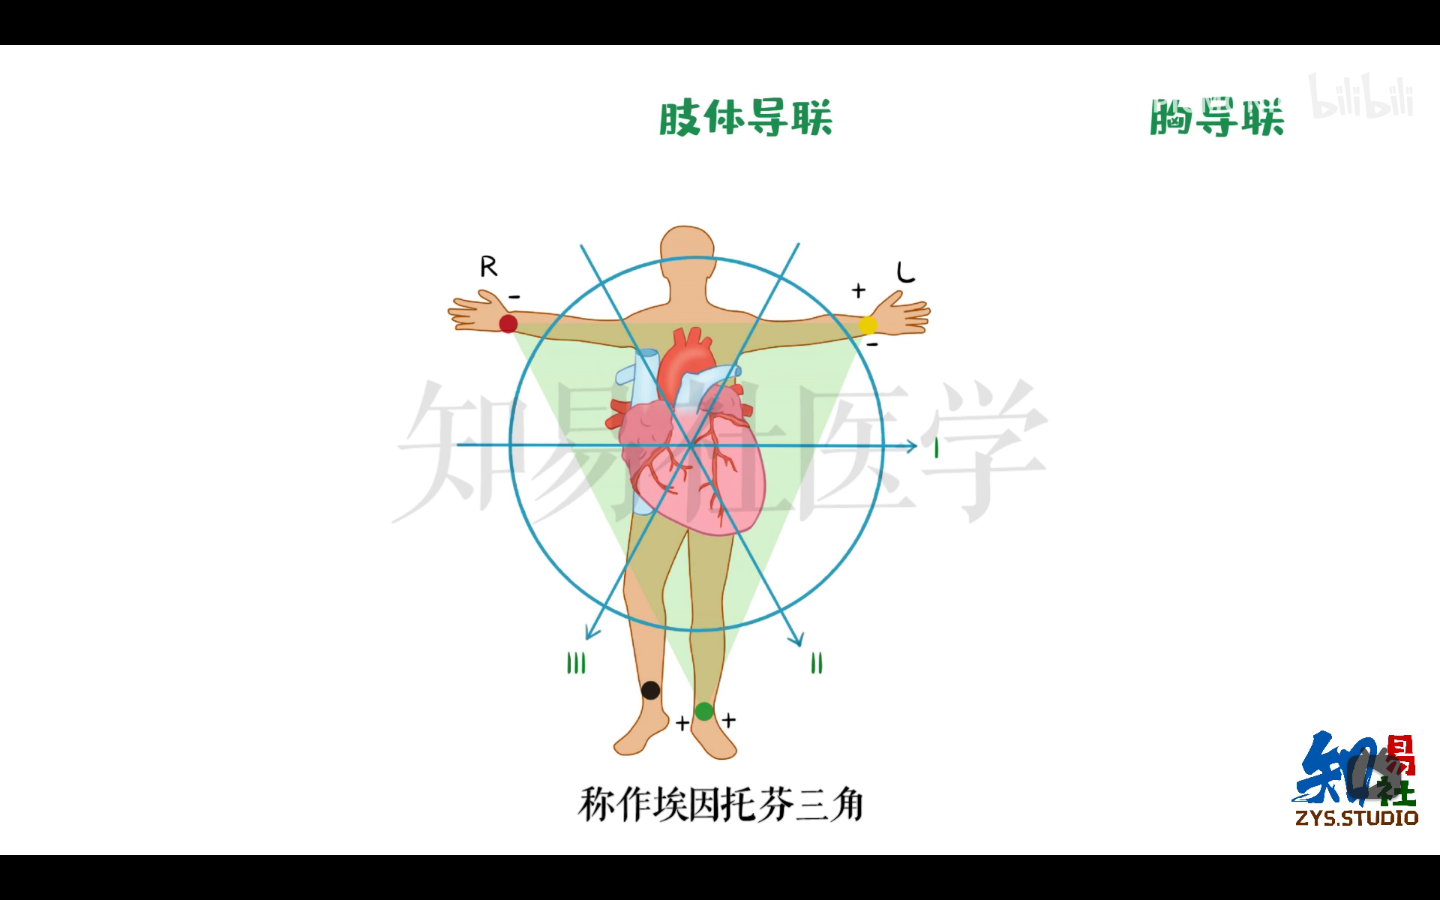 肢体导联
胸导联
bilibili
R
-
+
L
-
知易社医学
I
III
II
+
+
称作埃因托芬三角
知易社
ZYS.STUDIO